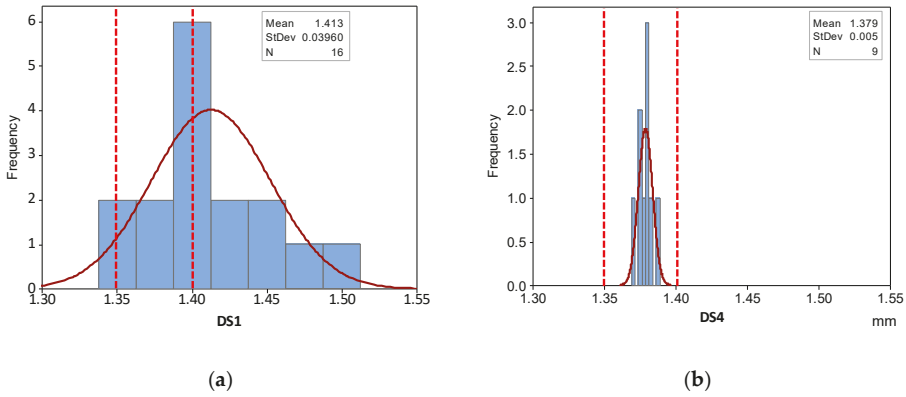 Mean 1.413
StDev 0.03960
N 16
Frequency
6
5
4
3
2
1
0
1.30 1.35 1.40 1.45 1.50 1.55
DS1
(a)
Mean 1.379
StDev 0.005
N 9
Frequency
3.0
2.5
2.0
1.5
1.0
0.5
0.0
1.30 1.35 1.40 1.45 1.50 1.55
DS4
mm
(b)